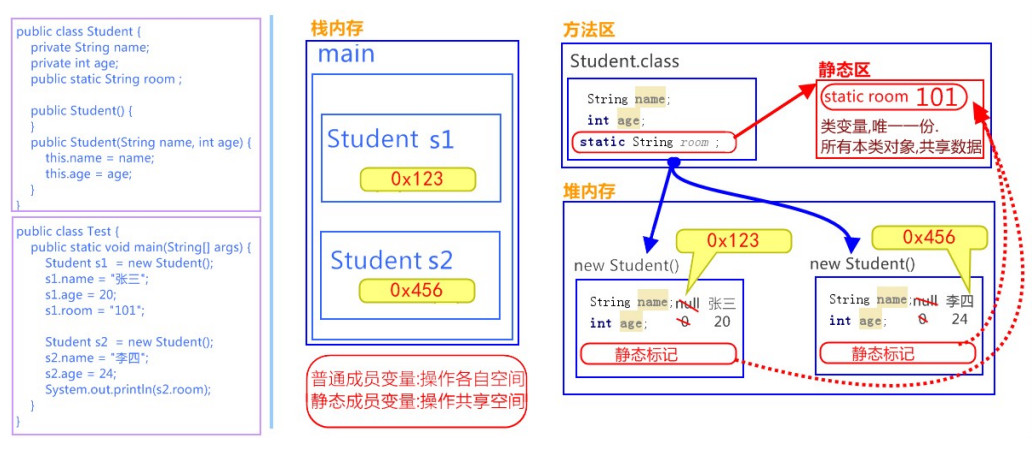 public class Student {
private String name;
private int age;
public static String room ;
public Student() {
}
public Student(String name, int age) {
this.name = name;
this.age = age;
}
}
public class Test {
public static void main(String[] args) {
Student s1 = new Student();
s1.name = "张三";
s1.age = 20;
s1.room = "101";
Student s2 = new Student();
s2.name = "李四";
s2.age = 24;
System.out.println(s2.room);
}
}
栈内存
main
Student s1
0x123
Student s2
0x456
普通成员变量:操作各自空间
静态成员变量:操作共享空间
方法区
Student.class
String name;
int age;
static String room ;
静态区
static room 101
类变量,唯一一份.
所有本类对象,共享数据
堆内存
0x123
new Student()
String name; null 张三
int age; 0 20
静态标记
0x456
new Student()
String name; null 李四
int age; 0 24
静态标记